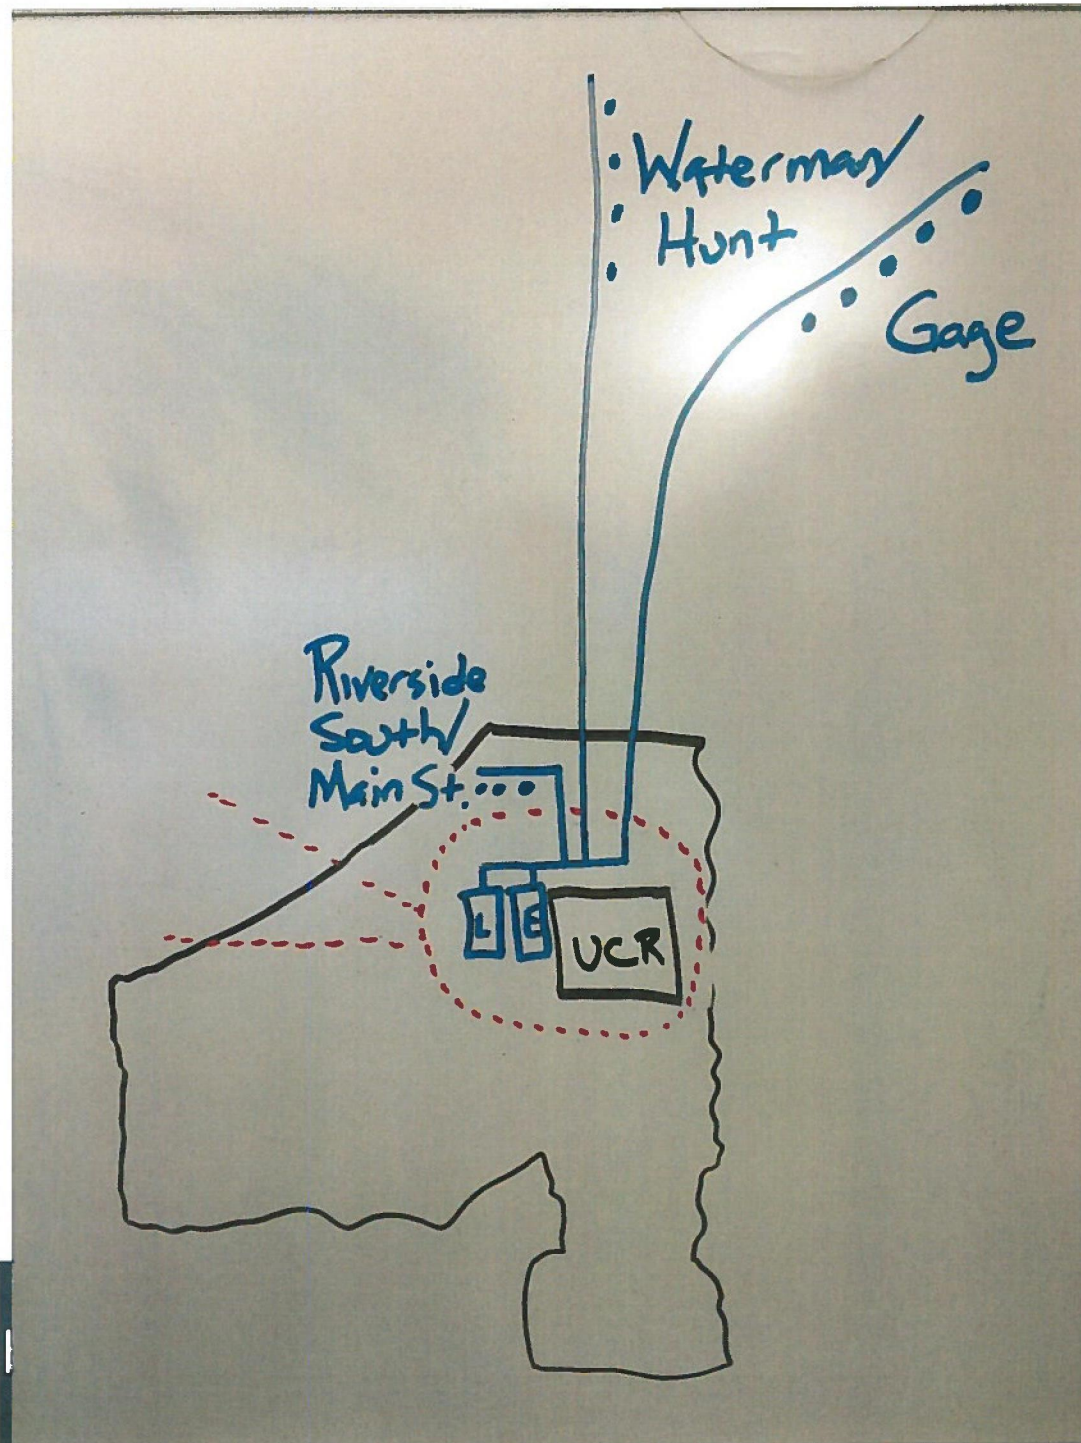 Waterman/
Hunt
Gage
Riverside
South/
Main St.
L
E
UCR